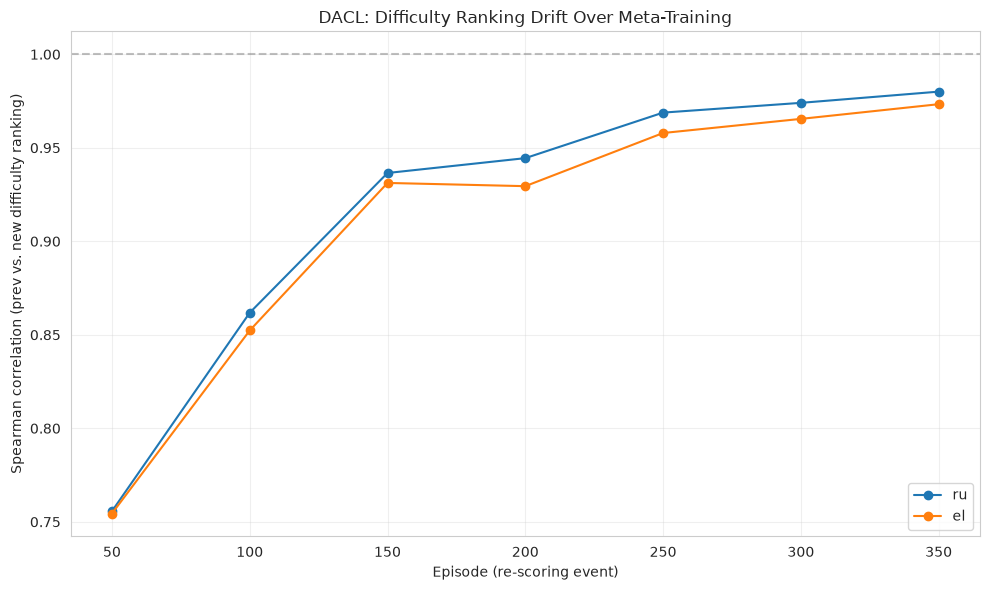 DACL: Difficulty Ranking Drift Over Meta-Training
Spearman correlation (prev vs. new difficulty ranking)
1.00
0.95
0.90
0.85
0.80
0.75
50 100 150 200 250 300 350
Episode (re-scoring event)
ru
el